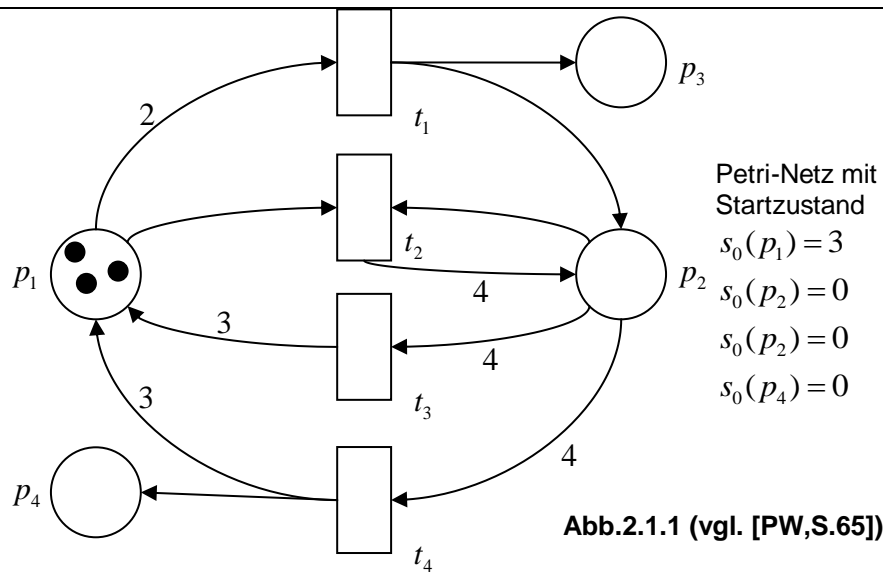 p₃
2
t₁
Petri-Netz mit
Startzustand
t₂
p₁
p₂
s₀(p₁) = 3
4
s₀(p₂) = 0
3
4
s₀(p₂) = 0
s₀(p₄) = 0
3
t₃
4
p₄
Abb.2.1.1 (vgl. [PW,S.65])
t₄